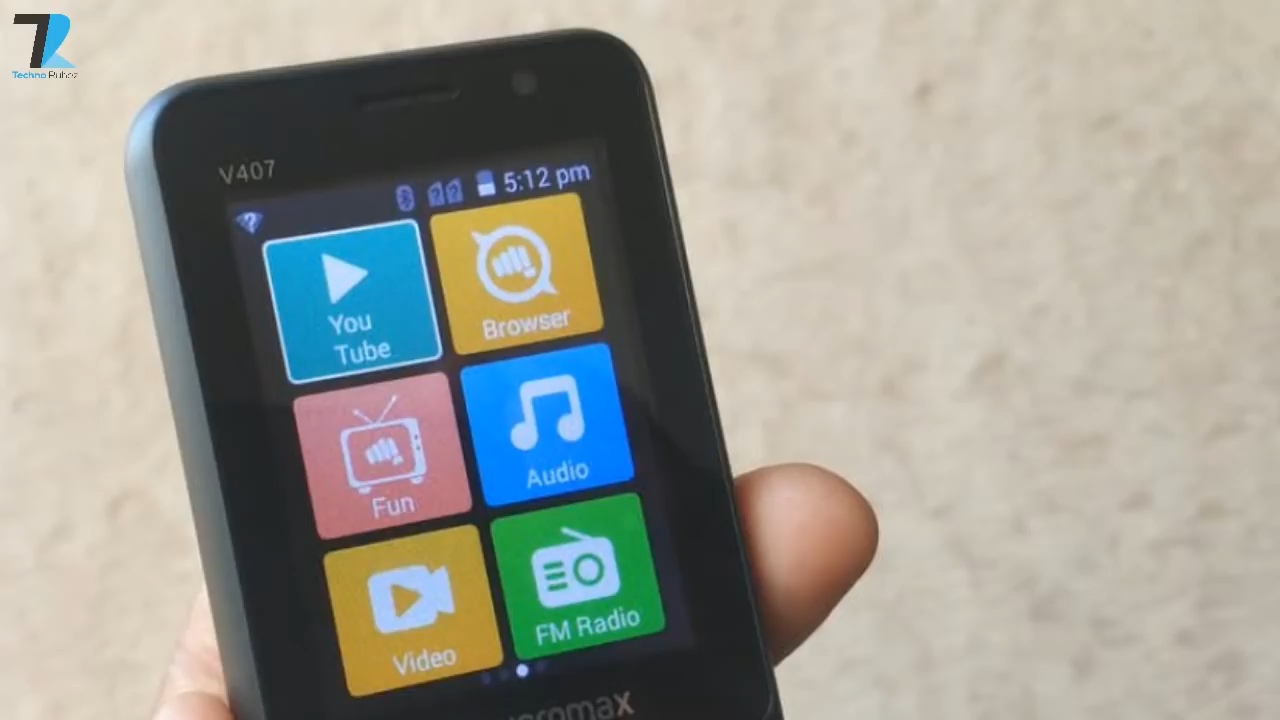 Techno Ruhez
V407
5:12 pm
You
Tube
Browser
Fun
Audio
Video
FM Radio